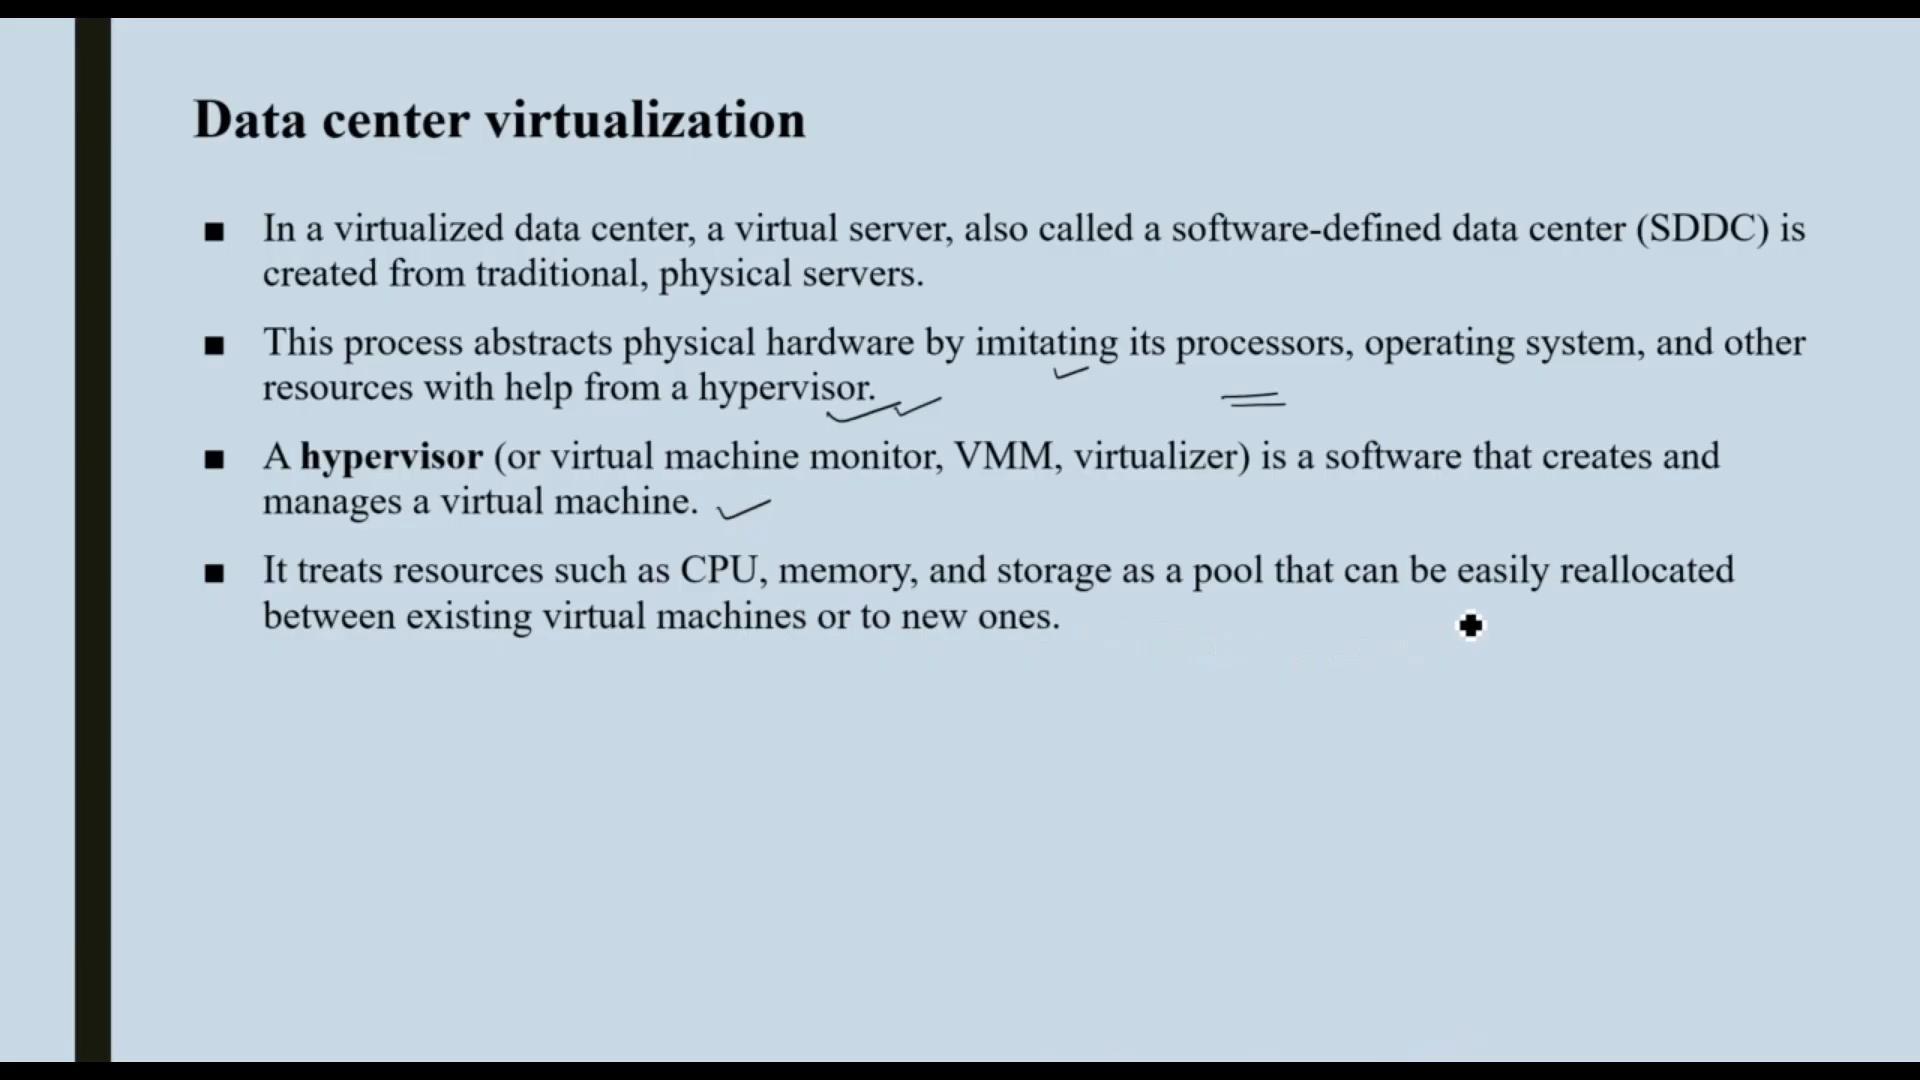 Data center virtualization
■ In a virtualized data center, a virtual server, also called a software-defined data center (SDDC) is
created from traditional, physical servers.
■ This process abstracts physical hardware by imitating its processors, operating system, and other
resources with help from a hypervisor.
■ A hypervisor (or virtual machine monitor, VMM, virtualizer) is a software that creates and
manages a virtual machine.
■ It treats resources such as CPU, memory, and storage as a pool that can be easily reallocated
between existing virtual machines or to new ones.